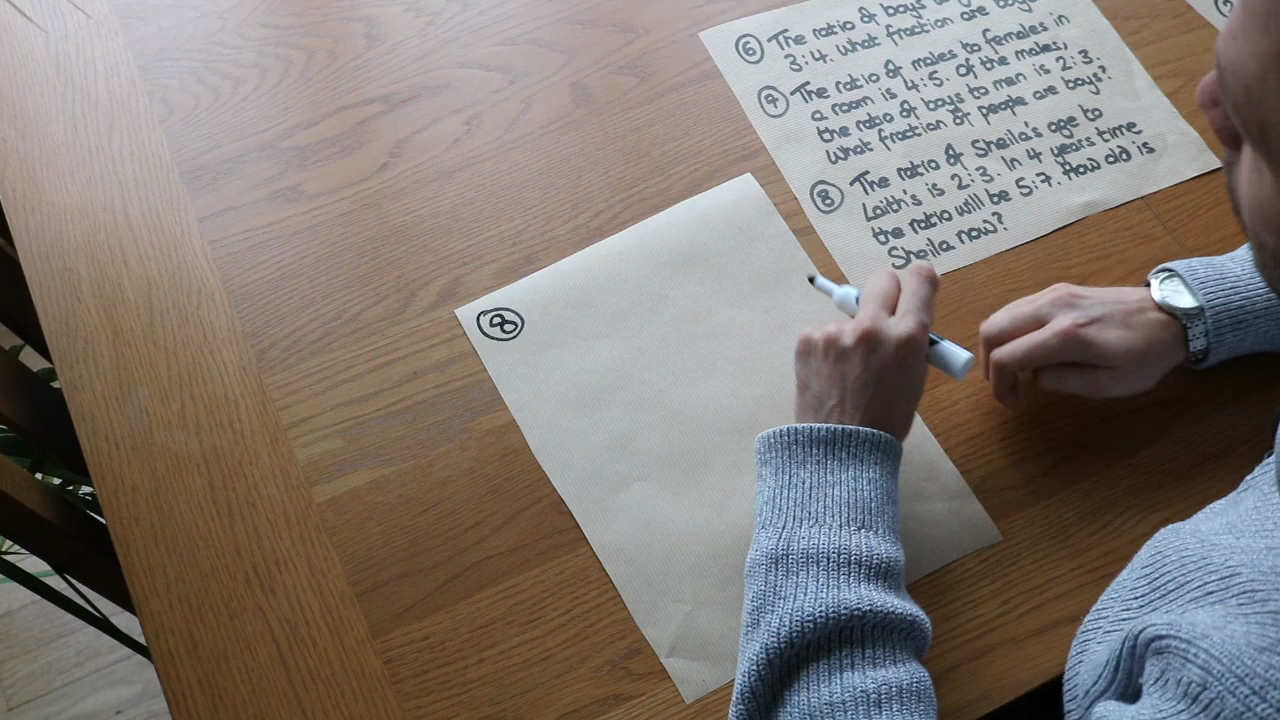 ⑥ The ratio of boys to
3:4. What fraction are boys
⑦ The ratio of males to females in
a room is 4:5. Of the males,
the ratio of boys to men is 2:3.
What fraction of people are boys?
⑧ The ratio of Sheila's age to
Laith's is 2:3. In 4 years time
the ratio will be 5:7. How old is
Sheila now?
⑧